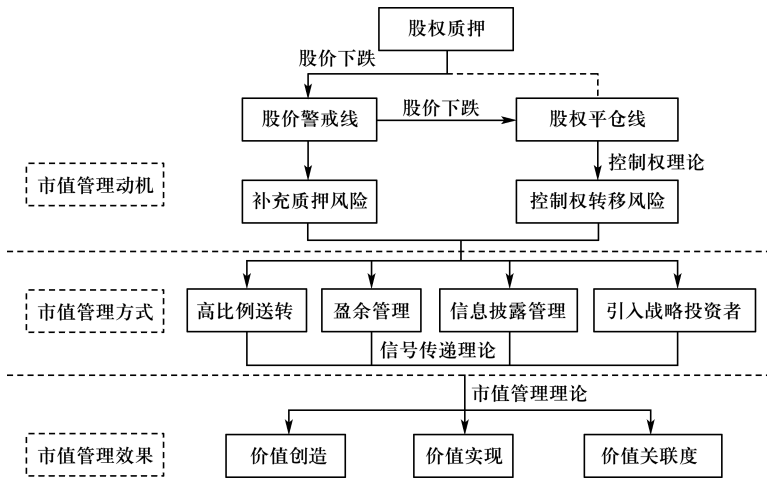 股权质押
股价下跌
股价警戒线
股价下跌
股权平仓线
控制权理论
市值管理动机
补充质押风险
控制权转移风险
市值管理方式
高比例送转
盈余管理
信息披露管理
引入战略投资者
信号传递理论
市值管理理论
市值管理效果
价值创造
价值实现
价值关联度